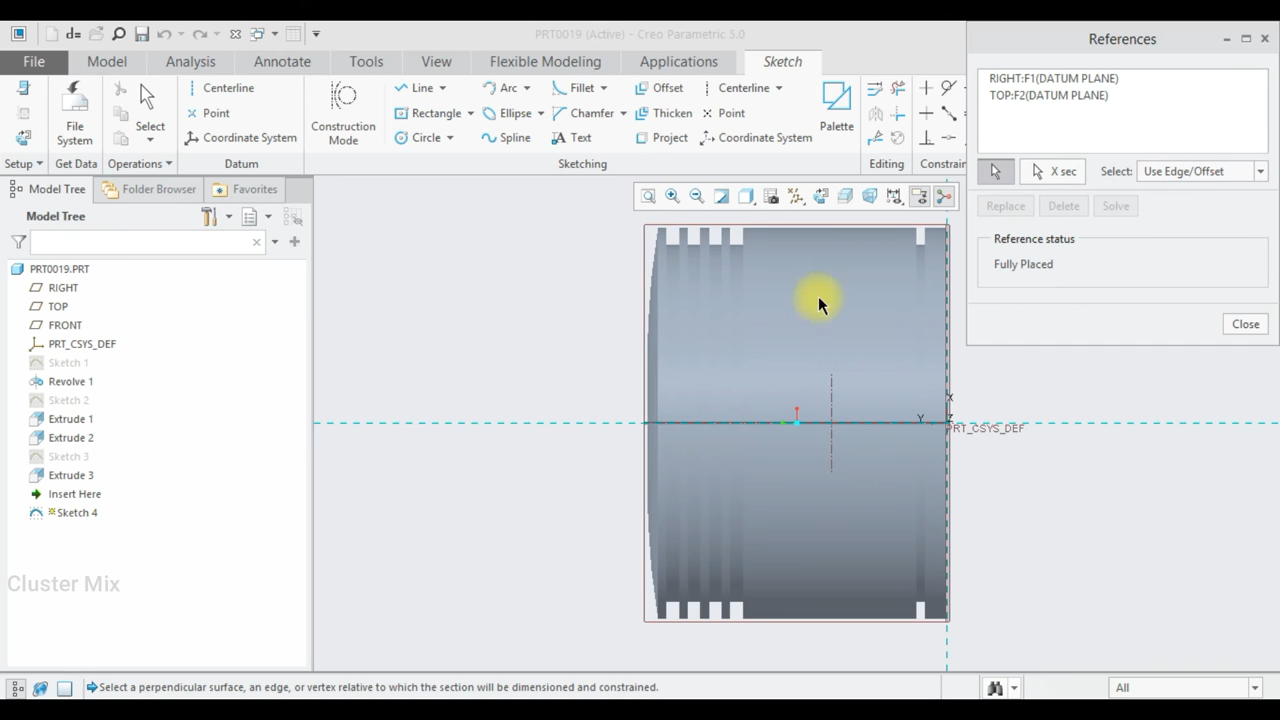 PRT0019 (Active) - Creo Parametric 5.0
File
Model
Analysis
Annotate
Tools
View
Flexible Modeling
Applications
Sketch
File System
Select
Centerline
Point
Coordinate System
Construction Mode
Line
Rectangle
Circle
Arc
Ellipse
Spline
Fillet
Chamfer
Text
Offset
Thicken
Project
Centerline
Point
Coordinate System
Palette
Setup
Get Data
Operations
Datum
Sketching
Editing
Constrain
Model Tree
Folder Browser
Favorites
Model Tree
PRT0019.PRT
RIGHT
TOP
FRONT
PRT_CSYS_DEF
Sketch 1
Revolve 1
Sketch 2
Extrude 1
Extrude 2
Sketch 3
Extrude 3
Insert Here
Sketch 4
Cluster Mix
X
Y
Z
PRT_CSYS_DEF
References
RIGHT:F1(DATUM PLANE)
TOP:F2(DATUM PLANE)
X sec
Select:
Use Edge/Offset
Replace
Delete
Solve
Reference status
Fully Placed
Close
Select a perpendicular surface, an edge, or vertex relative to which the section will be dimensioned and constrained.
All